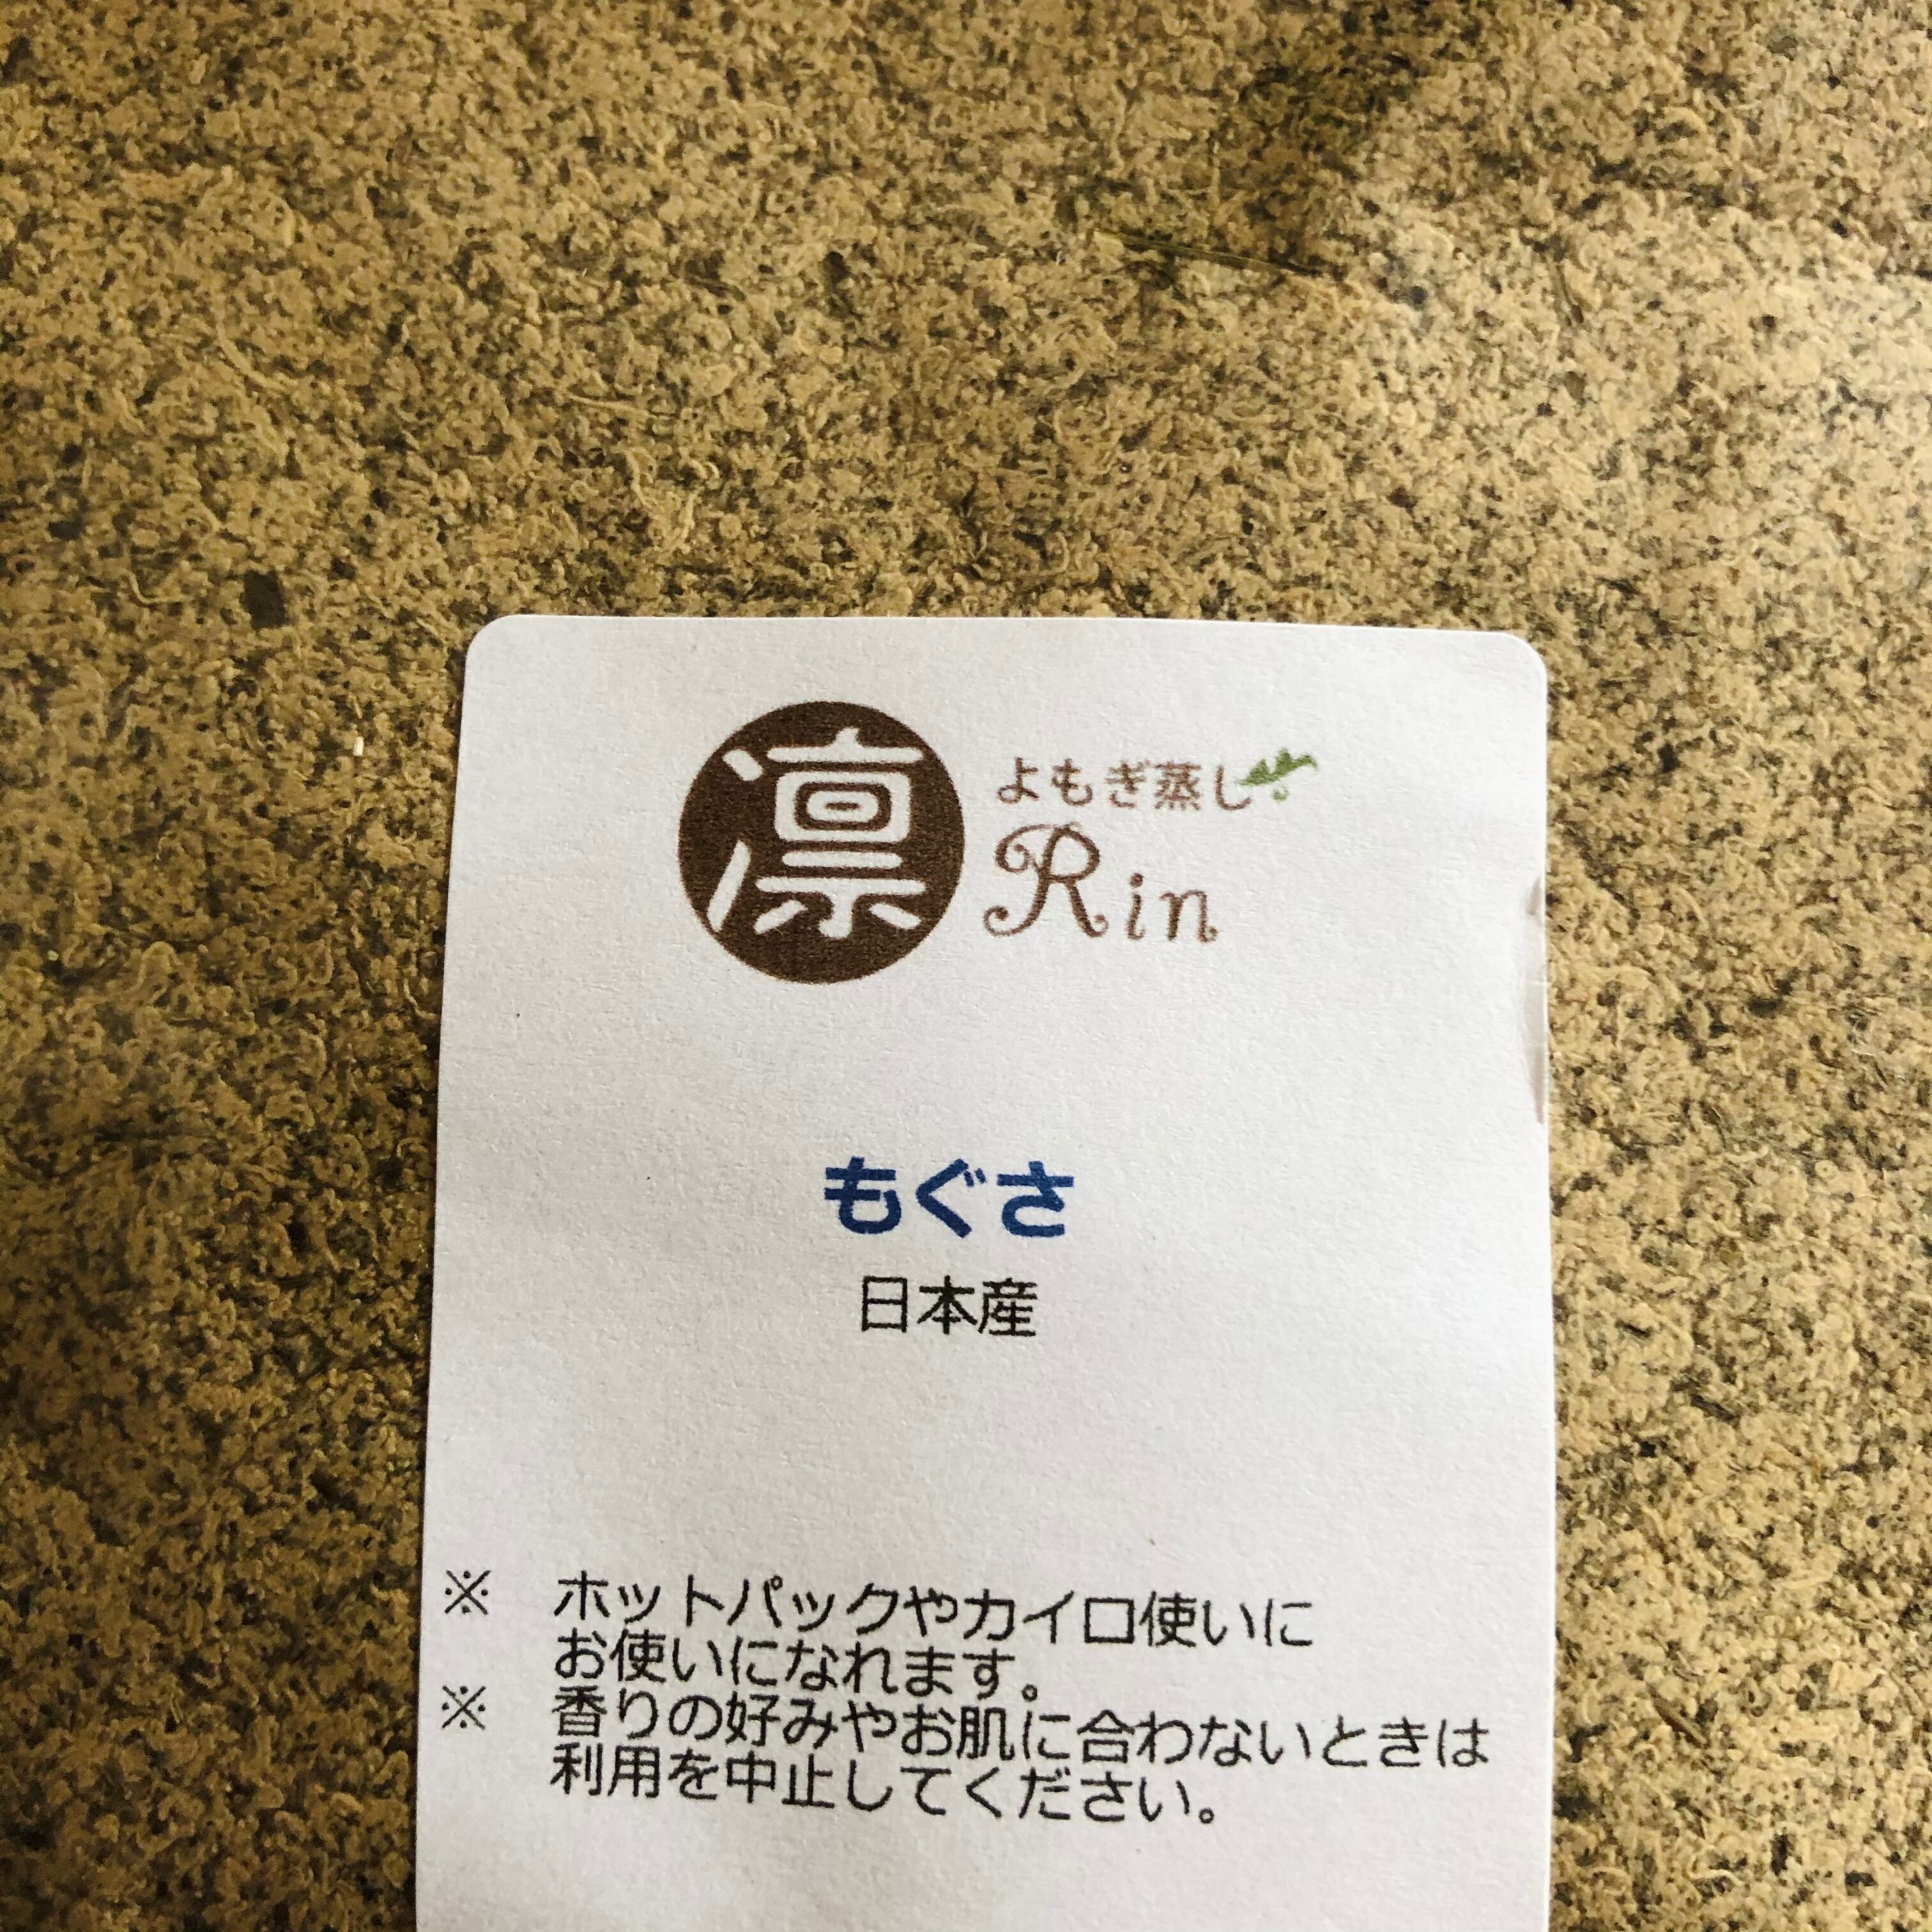 凛
よもぎ蒸し
Rin
もぐさ
日本産
※ ホットパックやカイロ使いに
お使いになれます。
※ 香りの好みやお肌に合わないときは
利用を中止してください。